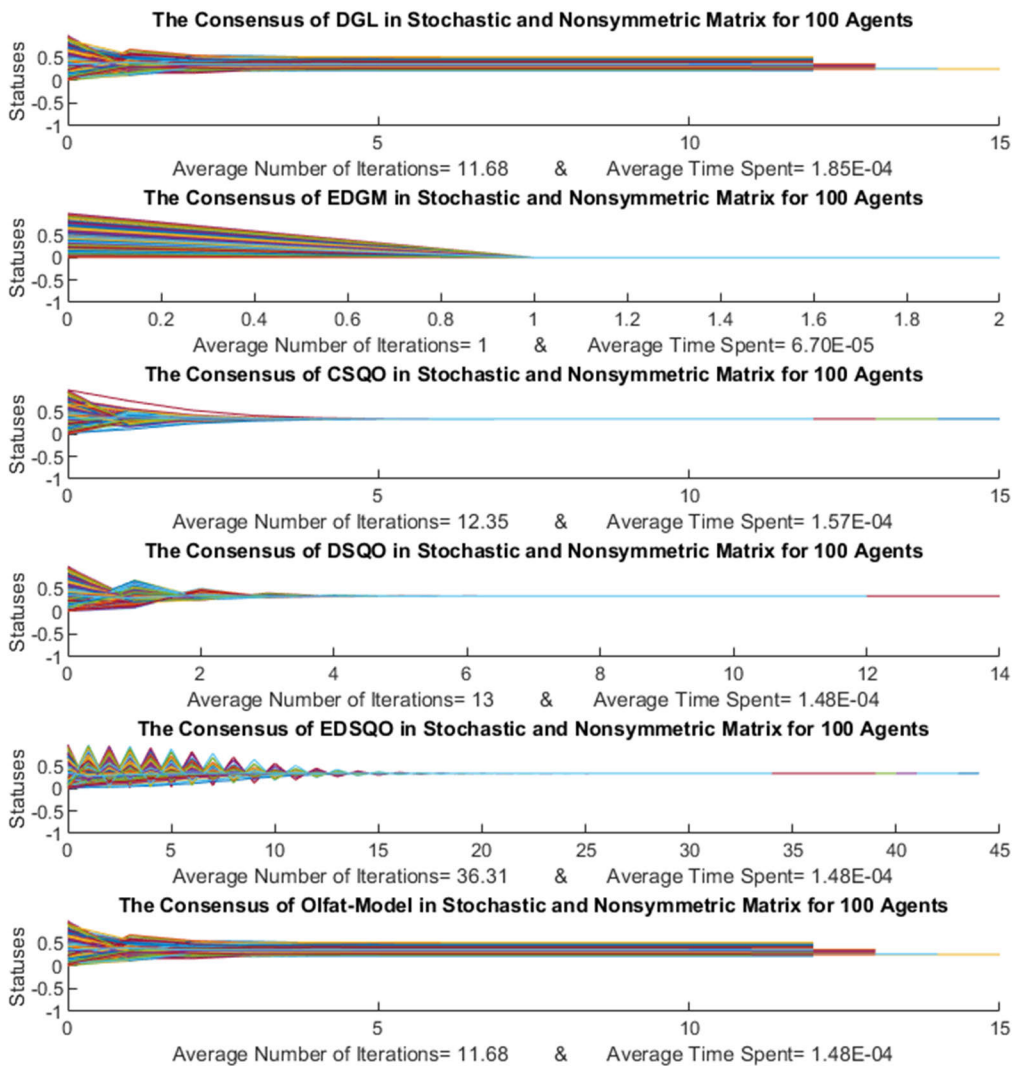 The Consensus of DGL in Stochastic and Nonsymmetric Matrix for 100 Agents
Statuses
0.5
0
-0.5
-1
0 5 10 15
Average Number of Iterations= 11.68 & Average Time Spent= 1.85E-04
The Consensus of EDGM in Stochastic and Nonsymmetric Matrix for 100 Agents
Statuses
0.5
0
-0.5
-1
0 0.2 0.4 0.6 0.8 1 1.2 1.4 1.6 1.8 2
Average Number of Iterations= 1 & Average Time Spent= 6.70E-05
The Consensus of CSQO in Stochastic and Nonsymmetric Matrix for 100 Agents
Statuses
0.5
0
-0.5
-1
0 5 10 15
Average Number of Iterations= 12.35 & Average Time Spent= 1.57E-04
The Consensus of DSQO in Stochastic and Nonsymmetric Matrix for 100 Agents
Statuses
0.5
0
-0.5
-1
0 2 4 6 8 10 12 14
Average Number of Iterations= 13 & Average Time Spent= 1.48E-04
The Consensus of EDSQO in Stochastic and Nonsymmetric Matrix for 100 Agents
Statuses
0.5
0
-0.5
-1
0 5 10 15 20 25 30 35 40 45
Average Number of Iterations= 36.31 & Average Time Spent= 1.48E-04
The Consensus of Olfat-Model in Stochastic and Nonsymmetric Matrix for 100 Agents
Statuses
0.5
0
-0.5
-1
0 5 10 15
Average Number of Iterations= 11.68 & Average Time Spent= 1.48E-04